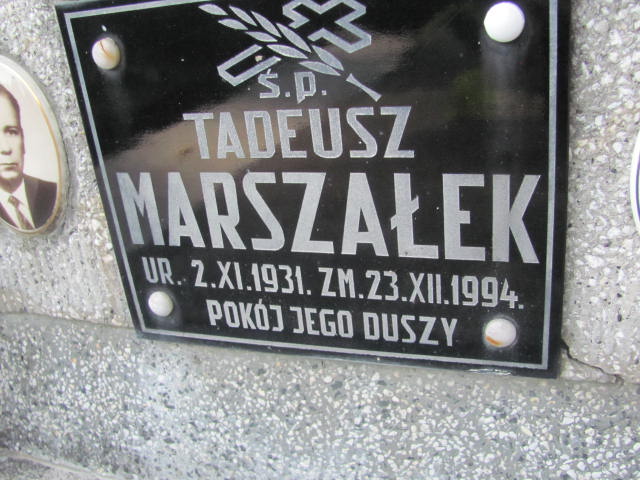 Ś.P.
TADEUSZ
MARSZAŁEK
UR. 2.XI.1931. ZM.23.XII.1994.
POKÓJ JEGO DUSZY